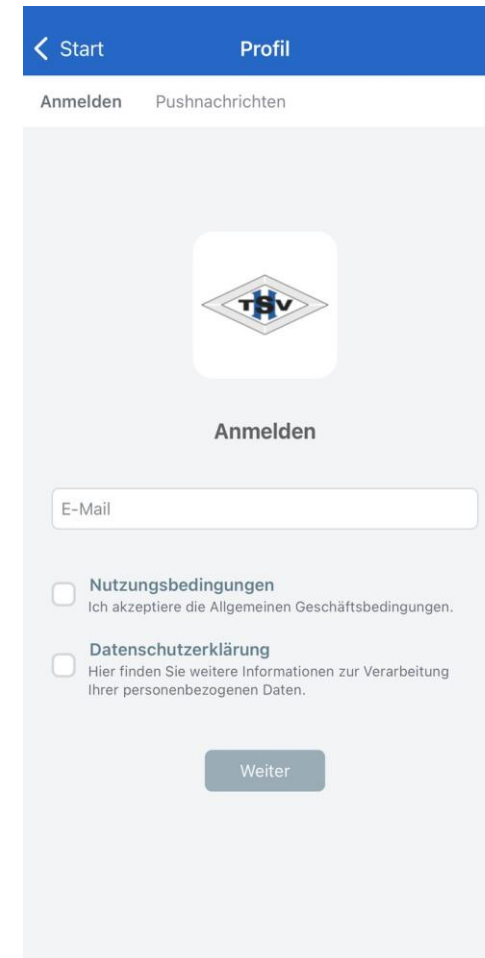 Start
Profil
Anmelden
Pushnachrichten
TSV
H
Anmelden
E-Mail
Nutzungsbedingungen
Ich akzeptiere die Allgemeinen Geschäftsbedingungen.
Datenschutzerklärung
Hier finden Sie weitere Informationen zur Verarbeitung
Ihrer personenbezogenen Daten.
Weiter